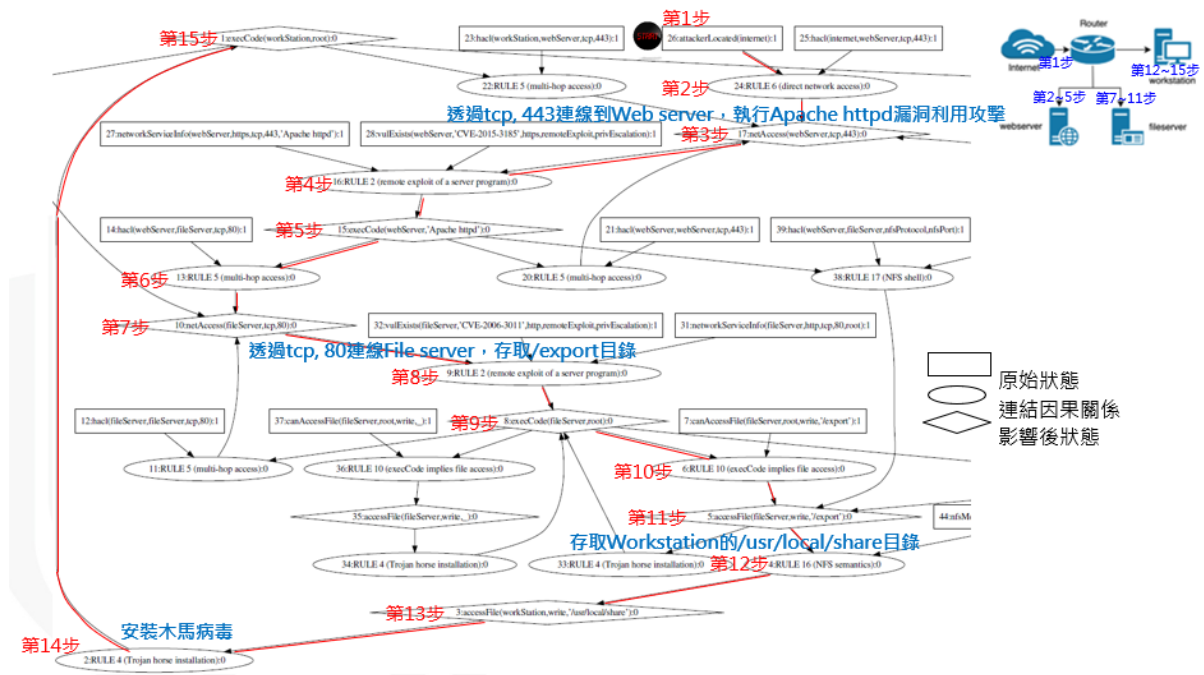 第1步
第15步
1:execCode(workStation,root):0
23:hacl(workStation,webServer,tcp,443):1
26:attackerLocated(internet):1
25:hacl(internet,webServer,tcp,443):1
Router
Internet
第1步
第12~15步
workstation
22:RULE 5 (multi-hop access):0
第2步
24:RULE 6 (direct network access):0
第2~5步
第7~11步
webserver
fileserver
透過tcp, 443連線到Web server，執行Apache httpd漏洞利用攻擊
27:networkServiceInfo(webServer,https,tcp,443,'Apache httpd'):1
28:vulExists(webServer,'CVE-2015-3185',https,remoteExploit,privEscalation):1
第3步
17:netAccess(webServer,tcp,443):0
第4步
16:RULE 2 (remote exploit of a server program):0
14:hacl(webServer,fileServer,tcp,80):1
第5步
15:execCode(webServer,'Apache httpd'):0
21:hacl(webServer,webServer,tcp,443):1
39:hacl(webServer,fileServer,nfsProtocol,nfsPort):1
第6步
13:RULE 5 (multi-hop access):0
20:RULE 5 (multi-hop access):0
38:RULE 17 (NFS shell):0
第7步
10:netAccess(fileServer,tcp,80):0
32:vulExists(fileServer,'CVE-2006-3011',http,remoteExploit,privEscalation):1
31:networkServiceInfo(fileServer,http,tcp,80,root):1
透過tcp, 80連線File server，存取/export目錄
第8步
9:RULE 2 (remote exploit of a server program):0
原始狀態
連結因果關係
影響後狀態
12:hacl(fileServer,fileServer,tcp,80):1
37:canAccessFile(fileServer,root,write,_):1
第9步
8:execCode(fileServer,root):0
7:canAccessFile(fileServer,root,write,'/export'):1
11:RULE 5 (multi-hop access):0
36:RULE 10 (execCode implies file access):0
第10步
6:RULE 10 (execCode implies file access):0
35:accessFile(fileServer,write,_):0
第11步
5:accessFile(fileServer,write,'/export'):0
存取Workstation的/usr/local/share目錄
34:RULE 4 (Trojan horse installation):0
33:RULE 4 (Trojan horse installation):0
第12步
4:RULE 16 (NFS semantics):0
第13步
3:accessFile(workStation,write,'/usr/local/share'):0
安裝木馬病毒
第14步
2:RULE 4 (Trojan horse installation):0